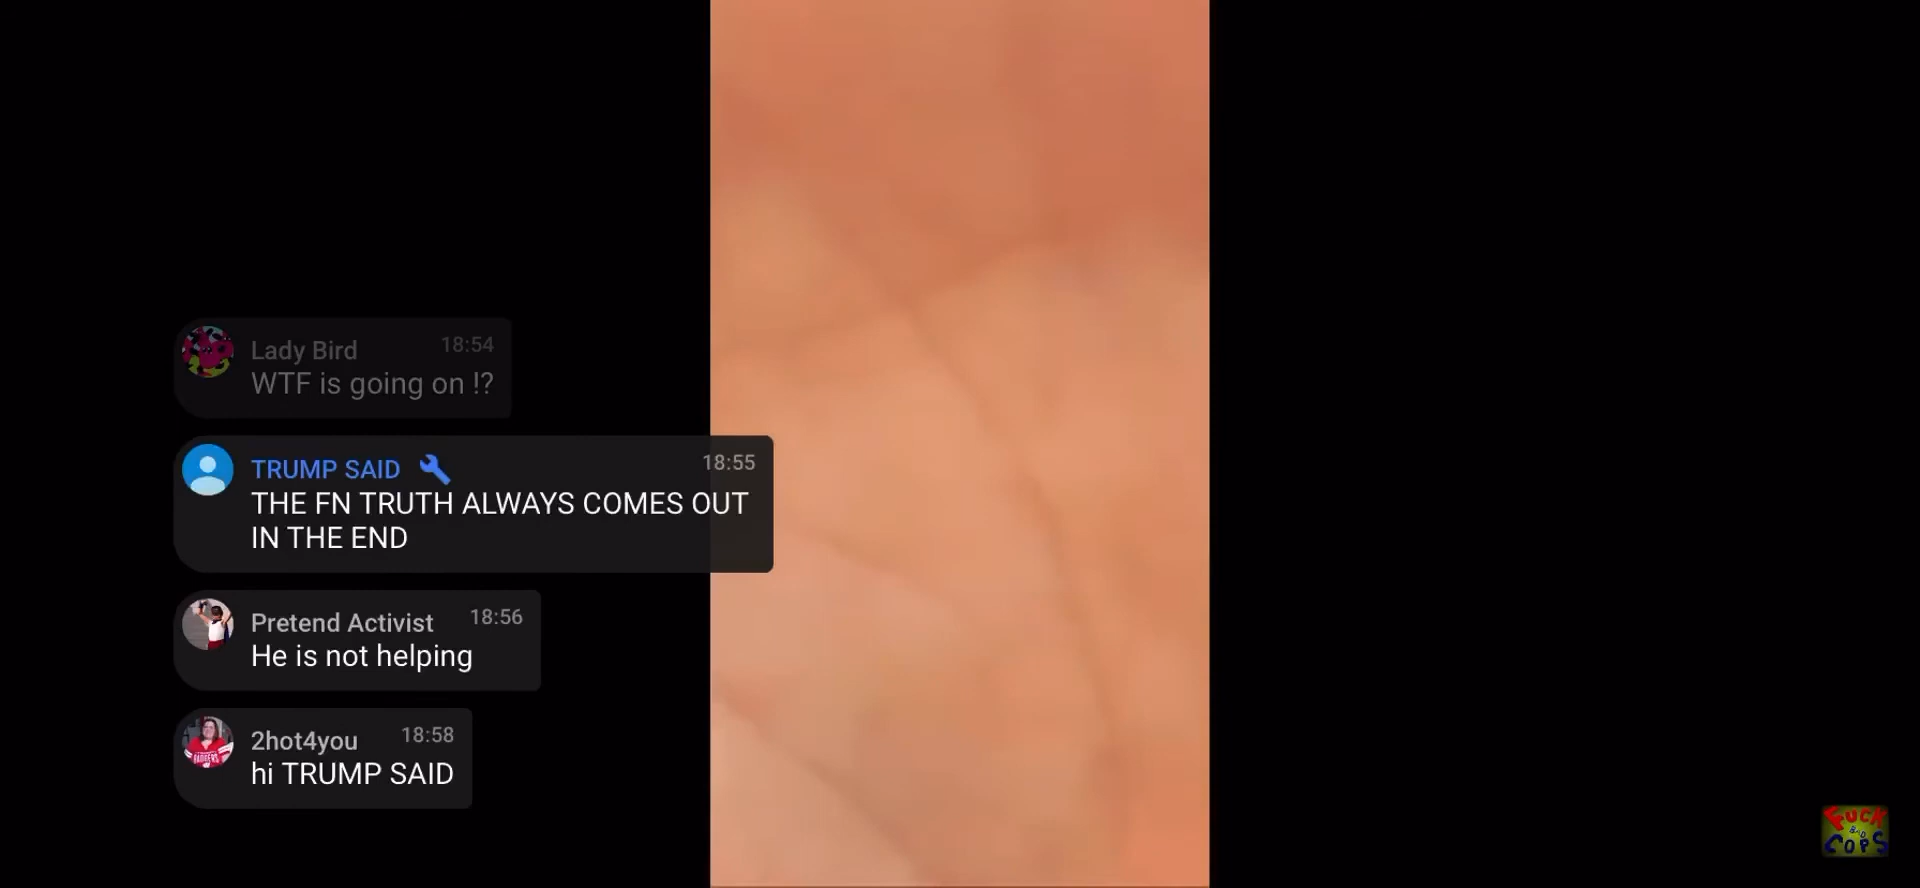 Lady Bird 18:54
WTF is going on !?
TRUMP SAID 18:55
THE FN TRUTH ALWAYS COMES OUT
IN THE END
Pretend Activist 18:56
He is not helping
2hot4you 18:58
hi TRUMP SAID
FUCK
BAD
COPS